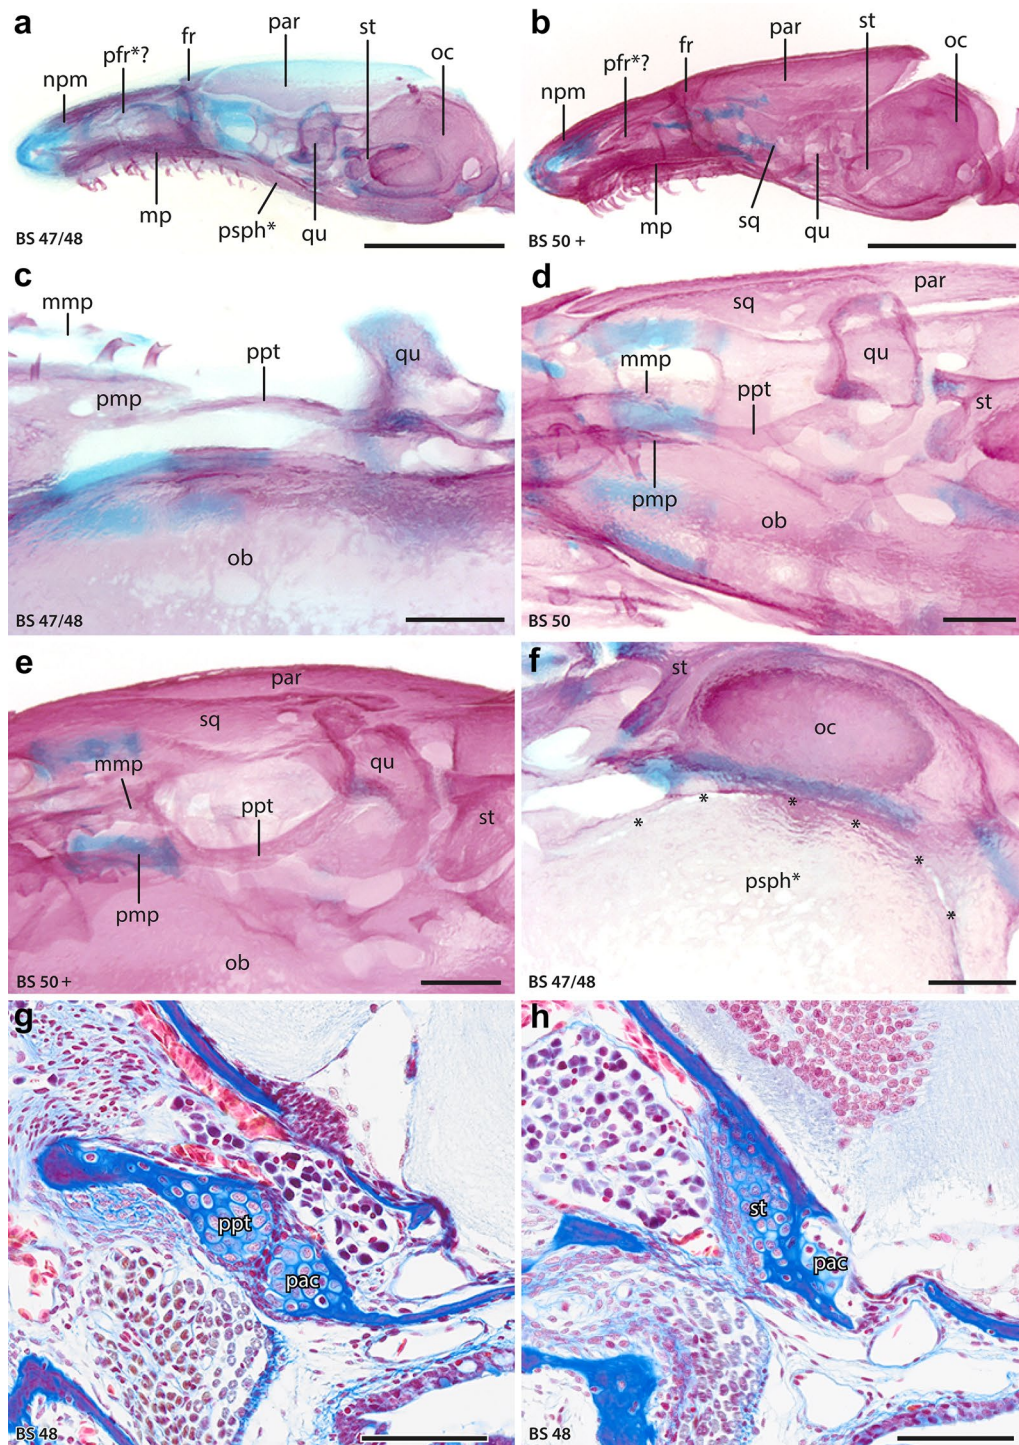 a
npm
pfr*?
fr
par
st
oc
mp
psph*
qu
BS 47/48
b
npm
pfr*?
fr
par
st
oc
mp
sq
qu
BS 50 +
c
mmp
pmp
ppt
qu
ob
BS 47/48
d
sq
par
mmp
ppt
qu
st
pmp
ob
BS 50
e
par
sq
mmp
qu
ppt
st
pmp
ob
BS 50 +
f
st
oc
* * * * * *
psph*
BS 47/48
g
ppt
pac
BS 48
h
st
pac
BS 48